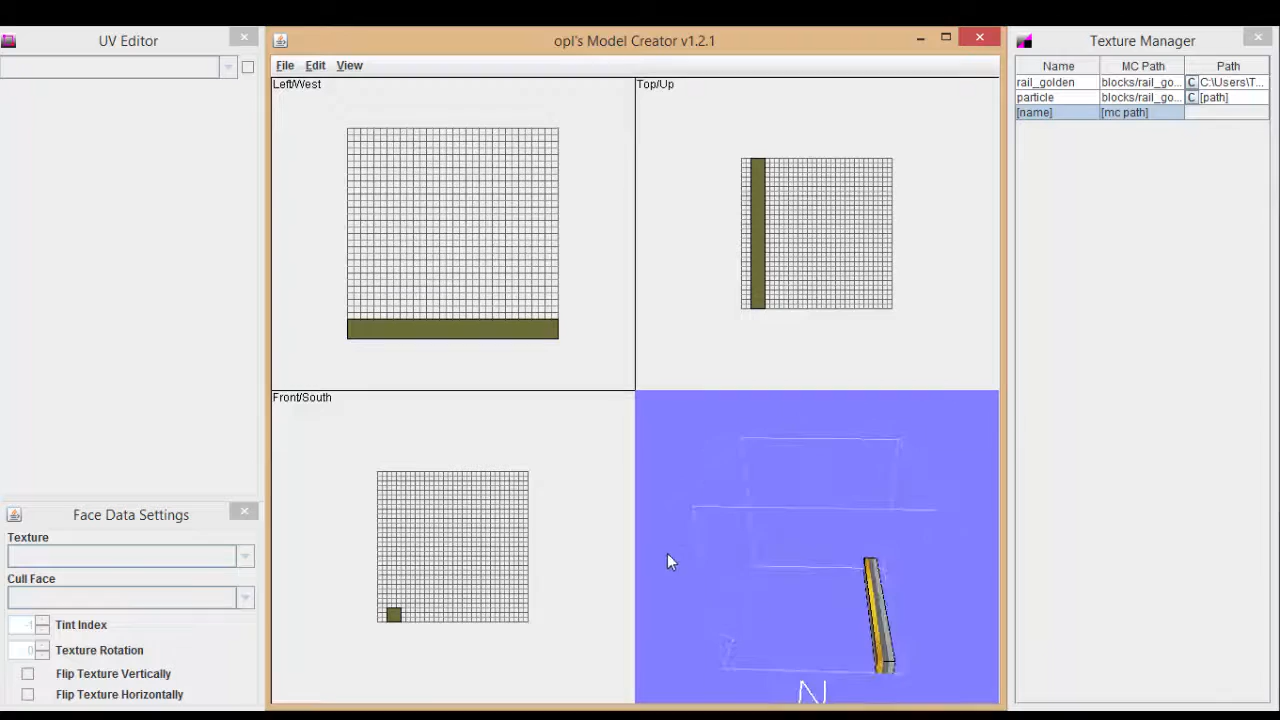 UV Editor
opl's Model Creator v1.2.1
Texture Manager
File Edit View
Name MC Path Path
rail_golden blocks/rail_go... C C:\Users\T...
particle blocks/rail_go... C [path]
[name] [mc path]
Left/West
Top/Up
Front/South
Face Data Settings
Texture
Cull Face
-1 Tint Index
0 Texture Rotation
Flip Texture Vertically
Flip Texture Horizontally
N